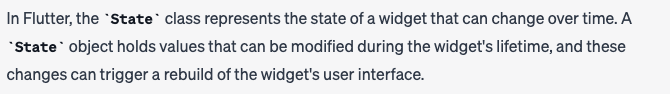 In Flutter, the `State` class represents the state of a widget that can change over time. A
`State` object holds values that can be modified during the widget's lifetime, and these
changes can trigger a rebuild of the widget's user interface.